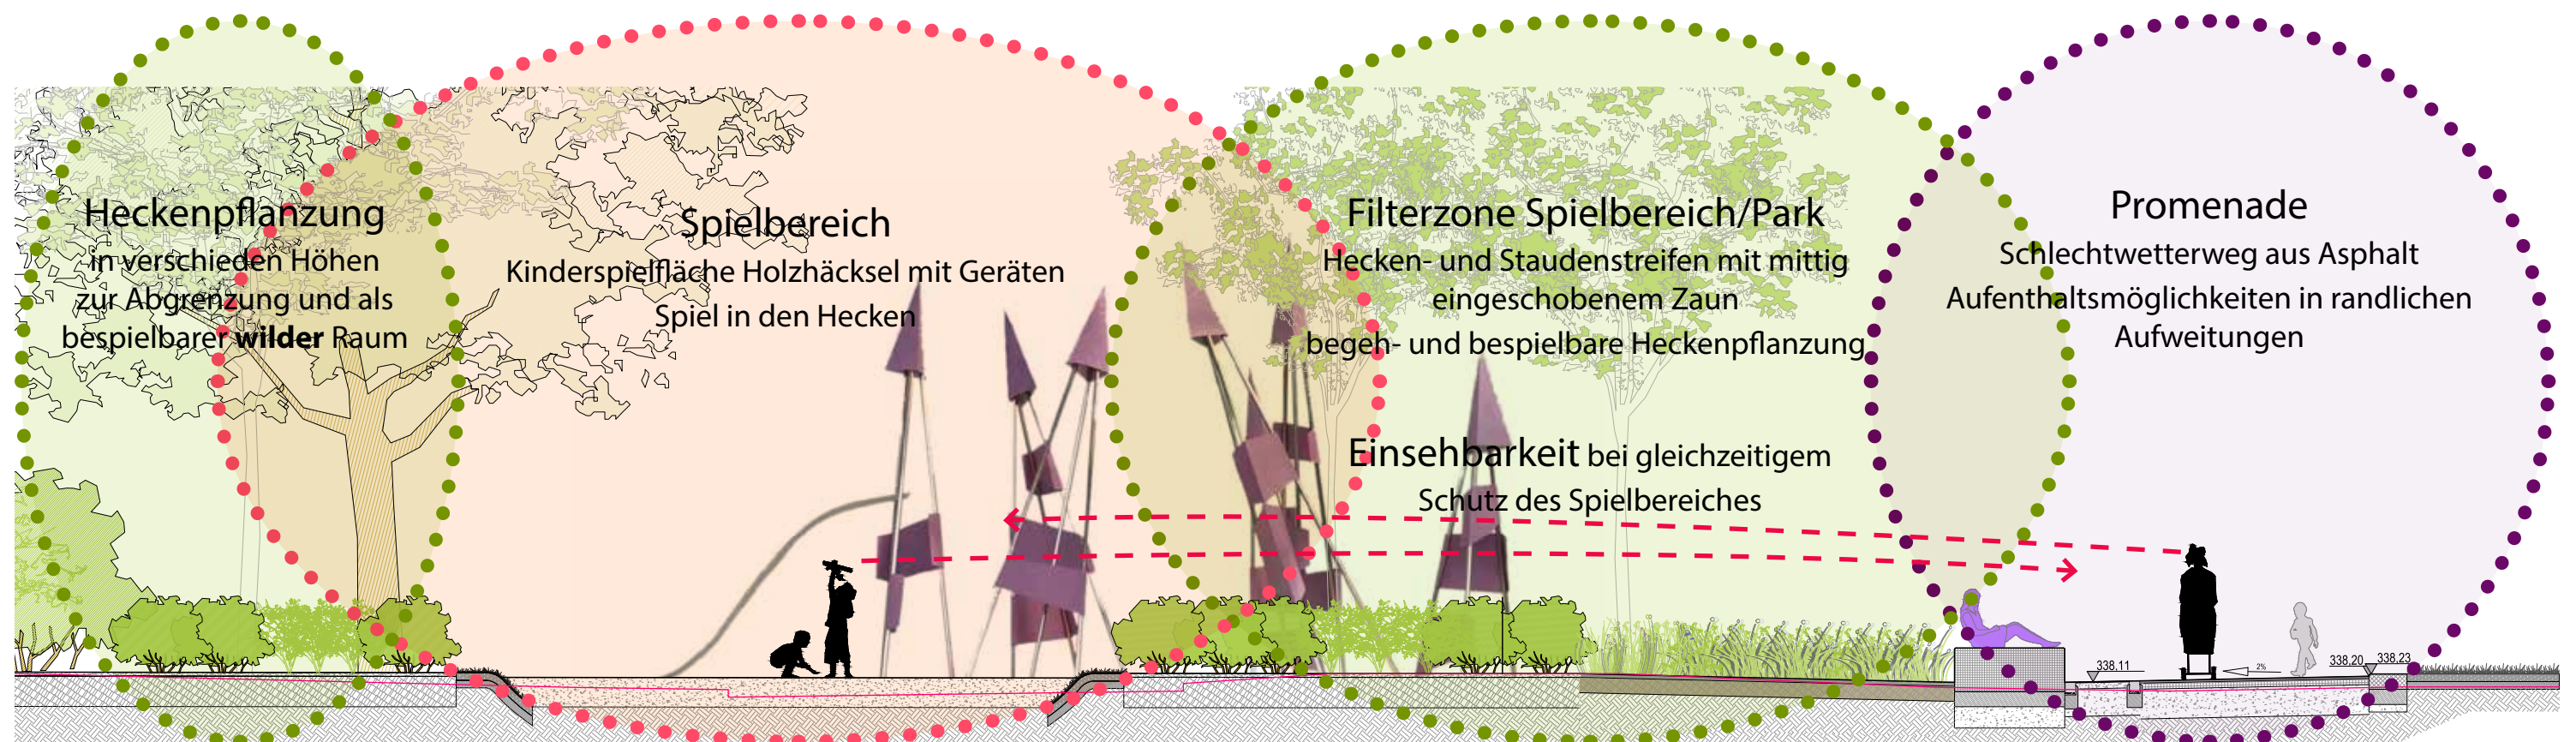 Heckenpflanzung
in verschieden Höhen
zur Abgrenzung und als
bespielbarer wilder Raum
Spielbereich
Kinderspielfläche Holzhäcksel mit Geräten
Spiel in den Hecken
Filterzone Spielbereich/Park
Hecken- und Staudenstreifen mit mittig
eingeschobenem Zaun
begeh- und bespielbare Heckenpflanzung
Einsehbarkeit bei gleichzeitigem
Schutz des Spielbereiches
Promenade
Schlechtwetterweg aus Asphalt
Aufenthaltsmöglichkeiten in randlichen
Aufweitungen
338,11
2%
338,20
338,23